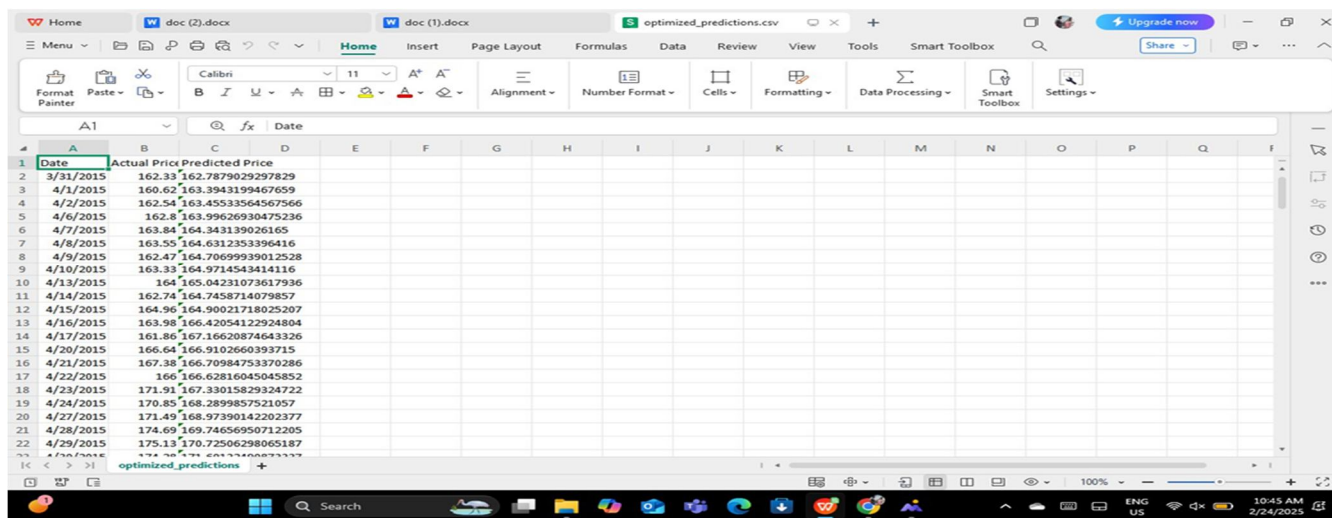 Home doc (2).docx doc (1).docx optimized_predictions.csv Upgrade now
Menu Home Insert Page Layout Formulas Data Review View Tools Smart Toolbox Share
Calibri 11
Format Painter Paste B I U A Alignment Number Format Cells Formatting Data Processing Smart Toolbox Settings
A1 fx Date
A B C D E F G H I J K L M N O P Q
1 Date Actual Price Predicted Price
2 3/31/2015 162.33 162.7879029297829
3 4/1/2015 160.62 163.3943199467659
4 4/2/2015 162.54 163.45533564567566
5 4/6/2015 162.8 163.99626930475236
6 4/7/2015 163.84 164.343139026165
7 4/8/2015 163.55 164.6312353396416
8 4/9/2015 162.47 164.70699939012528
9 4/10/2015 163.33 164.9714543414116
10 4/13/2015 164 165.04231073617936
11 4/14/2015 162.74 164.7458714079857
12 4/15/2015 164.96 164.90021718025207
13 4/16/2015 163.98 166.42054122924804
14 4/17/2015 161.86 167.16620874643326
15 4/20/2015 166.64 166.9102660393715
16 4/21/2015 167.38 166.70984753370286
17 4/22/2015 166 166.62816045045852
18 4/23/2015 171.91 167.33015829324722
19 4/24/2015 170.85 168.2899857521057
20 4/27/2015 171.49 168.97390142202377
21 4/28/2015 174.69 169.74656950712205
22 4/29/2015 175.13 170.72506298065187
optimized_predictions
100%
Search ENG US 10:45 AM 2/24/2025